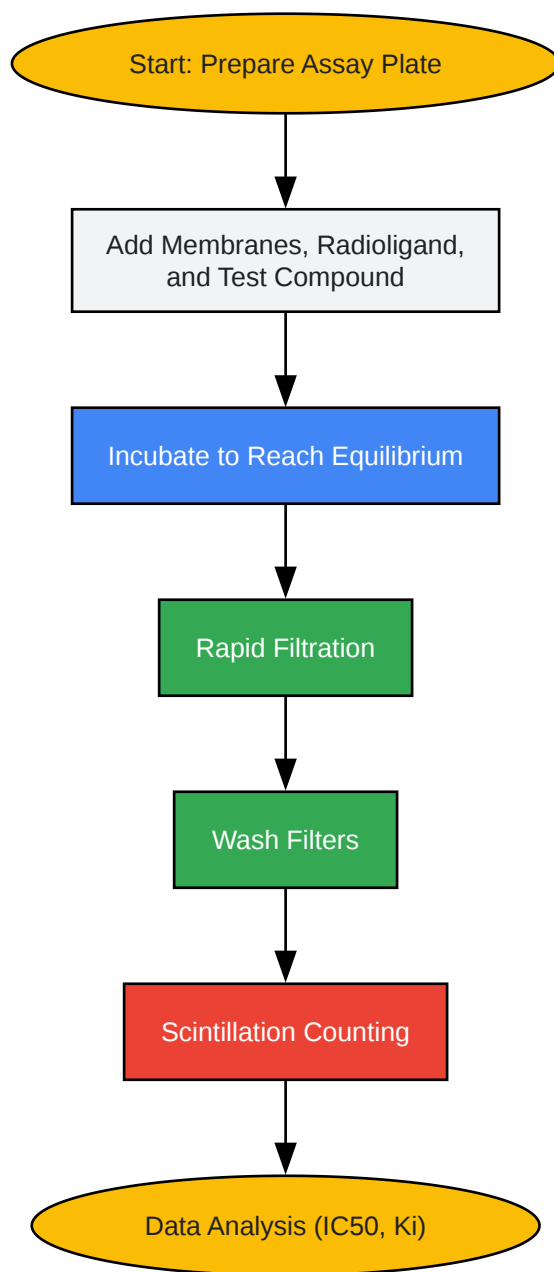 Start: Prepare Assay Plate
Add Membranes, Radioligand,
and Test Compound
Incubate to Reach Equilibrium
Rapid Filtration
Wash Filters
Scintillation Counting
Data Analysis (IC50, Ki)